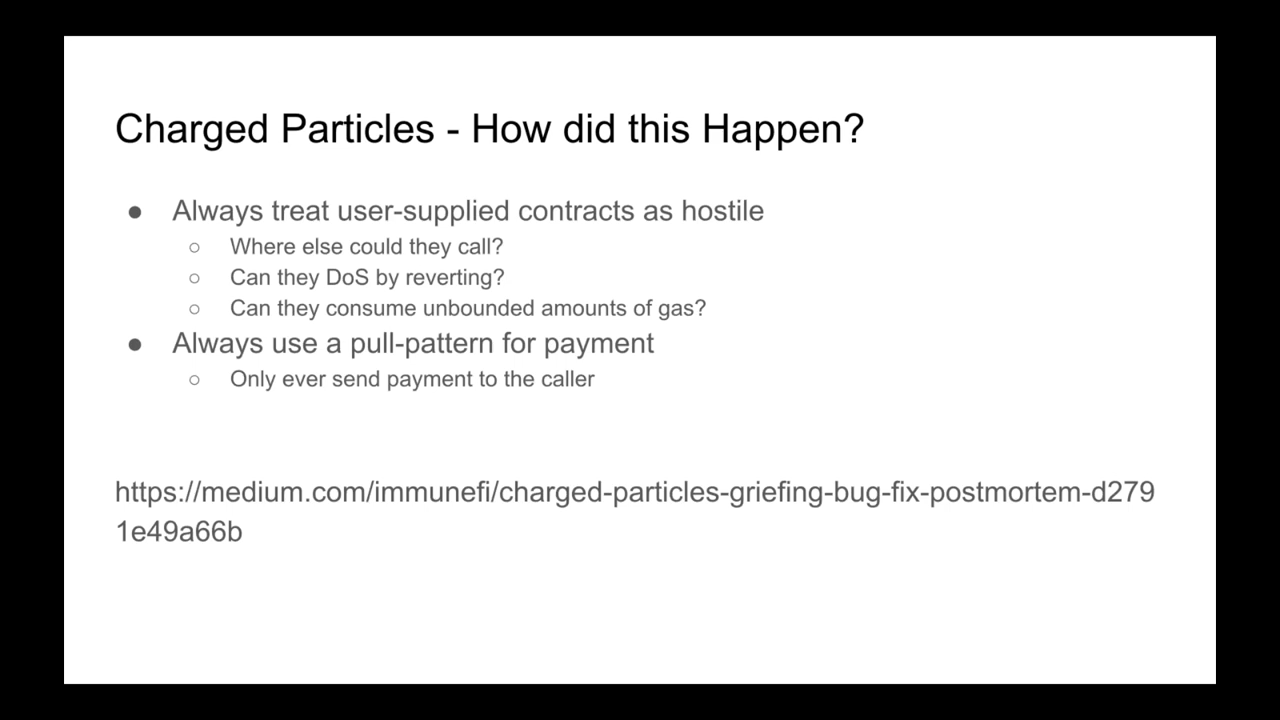 Charged Particles - How did this Happen?
● Always treat user-supplied contracts as hostile
○ Where else could they call?
○ Can they DoS by reverting?
○ Can they consume unbounded amounts of gas?
● Always use a pull-pattern for payment
○ Only ever send payment to the caller
https://medium.com/immunefi/charged-particles-griefing-bug-fix-postmortem-d279
1e49a66b